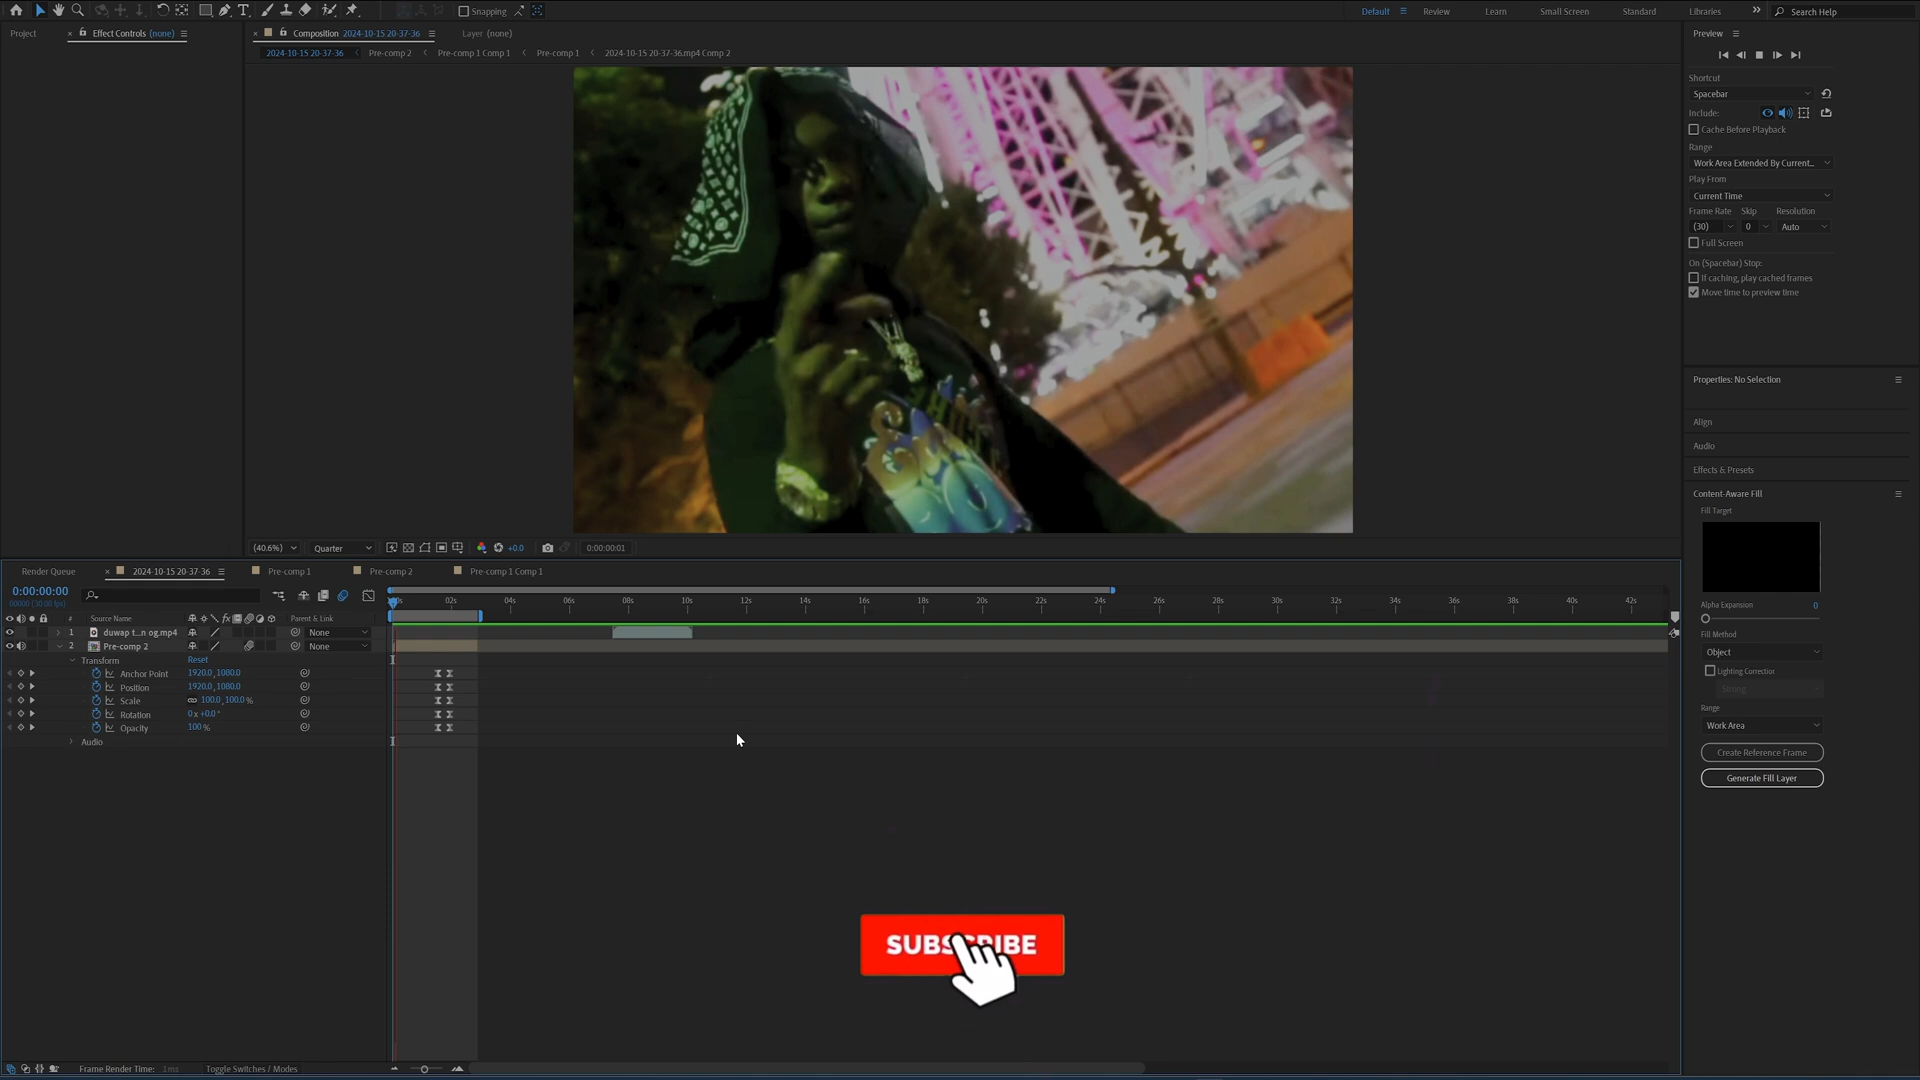 Snapping
Default
Review
Learn
Small Screen
Standard
Libraries
Search Help
Project
Effect Controls (none)
Composition 2024-10-15 20-37-36
Layer (none)
2024-10-15 20-37-36
Pre-comp 2
Pre-comp 1 Comp 1
Pre-comp 1
2024-10-15 20-37-36.mp4 Comp 2
Preview
Shortcut
Spacebar
Include:
Cache Before Playback
Range
Work Area Extended By Current...
Play From
Current Time
Frame Rate Skip Resolution
(30) 0 Auto
Full Screen
On (Spacebar) Stop:
If caching, play cached frames
Move time to preview time
Properties: No Selection
Align
Audio
Effects & Presets
Content-Aware Fill
Fill Target
Alpha Expansion 0
Fill Method
Object
Lighting Correction
Strong
Range
Work Area
Create Reference Frame
Generate Fill Layer
(40.6%) Quarter +0.0 0:00:00:01
Render Queue
2024-10-15 20-37-36
Pre-comp 1
Pre-comp 2
Pre-comp 1 Comp 1
0:00:00:00
00000 (30.00 fps)
02s 04s 06s 08s 10s 12s 14s 16s 18s 20s 22s 24s 26s 28s 30s 32s 34s 36s 38s 40s 42s
# Source Name Parent & Link
1 duwap t...n og.mp4 None
2 Pre-comp 2 None
Transform Reset
Anchor Point 1920.0,1080.0
Position 1920.0,1080.0
Scale 100.0,100.0%
Rotation 0x+0.0°
Opacity 100%
Audio
SUBSCRIBE
Frame Render Time: 1ms
Toggle Switches / Modes